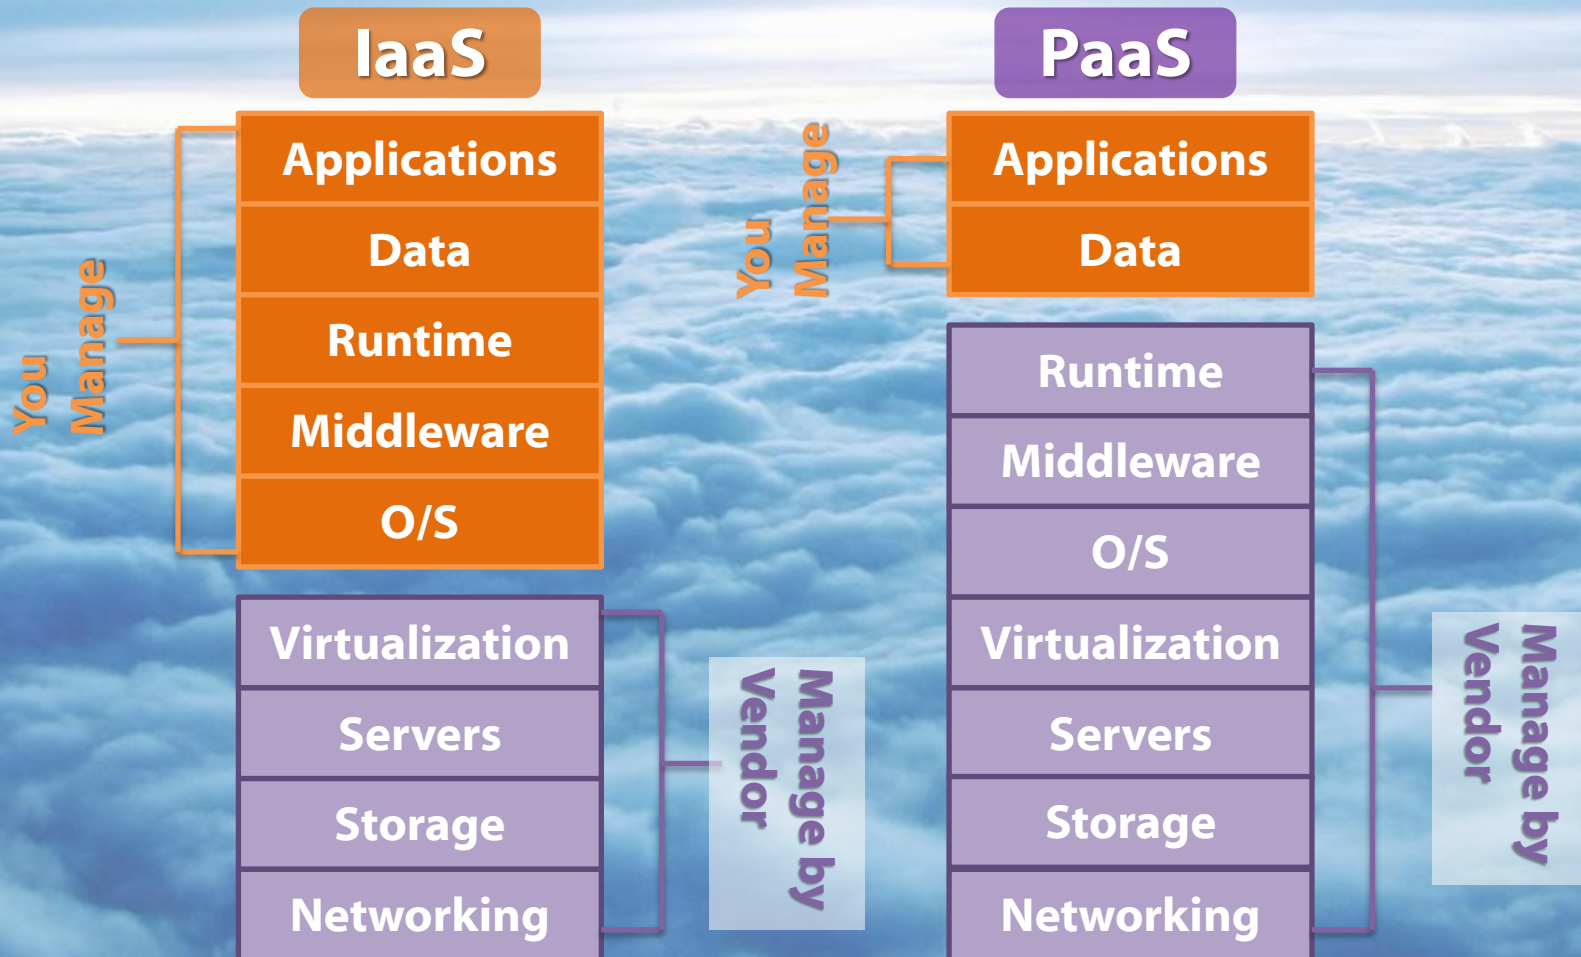 IaaS
You
Manage
Applications
Data
Runtime
Middleware
O/S
Virtualization
Servers
Storage
Networking
Manage by
Vendor
PaaS
You
Manage
Applications
Data
Runtime
Middleware
O/S
Virtualization
Servers
Storage
Networking
Manage by
Vendor